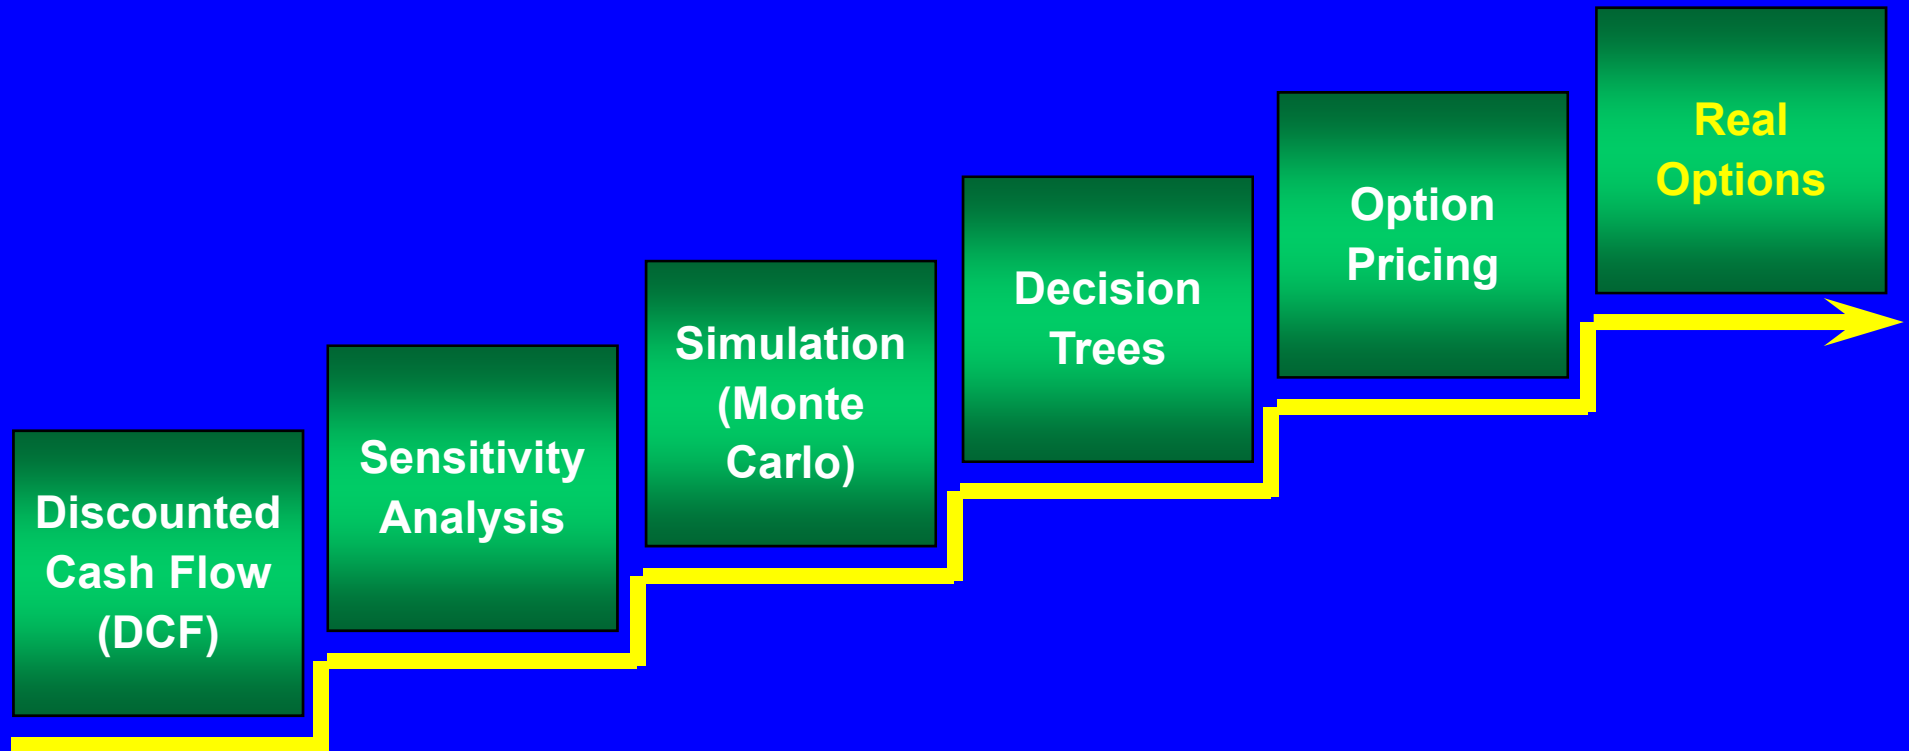 Discounted
Cash Flow
(DCF)
Sensitivity
Analysis
Simulation
(Monte
Carlo)
Decision
Trees
Option
Pricing
Real
Options